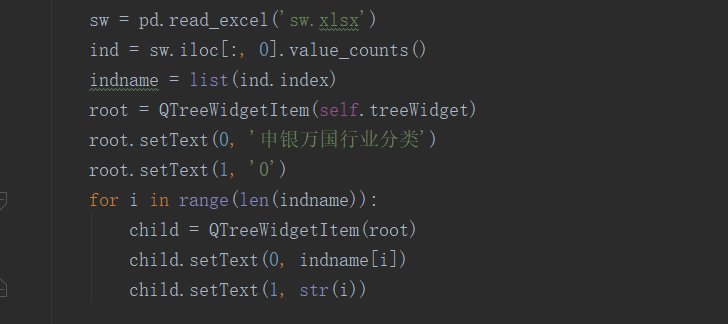 sw = pd.read_excel('sw.xlsx')
ind = sw.iloc[:, 0].value_counts()
indname = list(ind.index)
root = QTreeWidgetItem(self.treeWidget)
root.setText(0, '申银万国行业分类')
root.setText(1, '0')
for i in range(len(indname)):
    child = QTreeWidgetItem(root)
    child.setText(0, indname[i])
    child.setText(1, str(i))